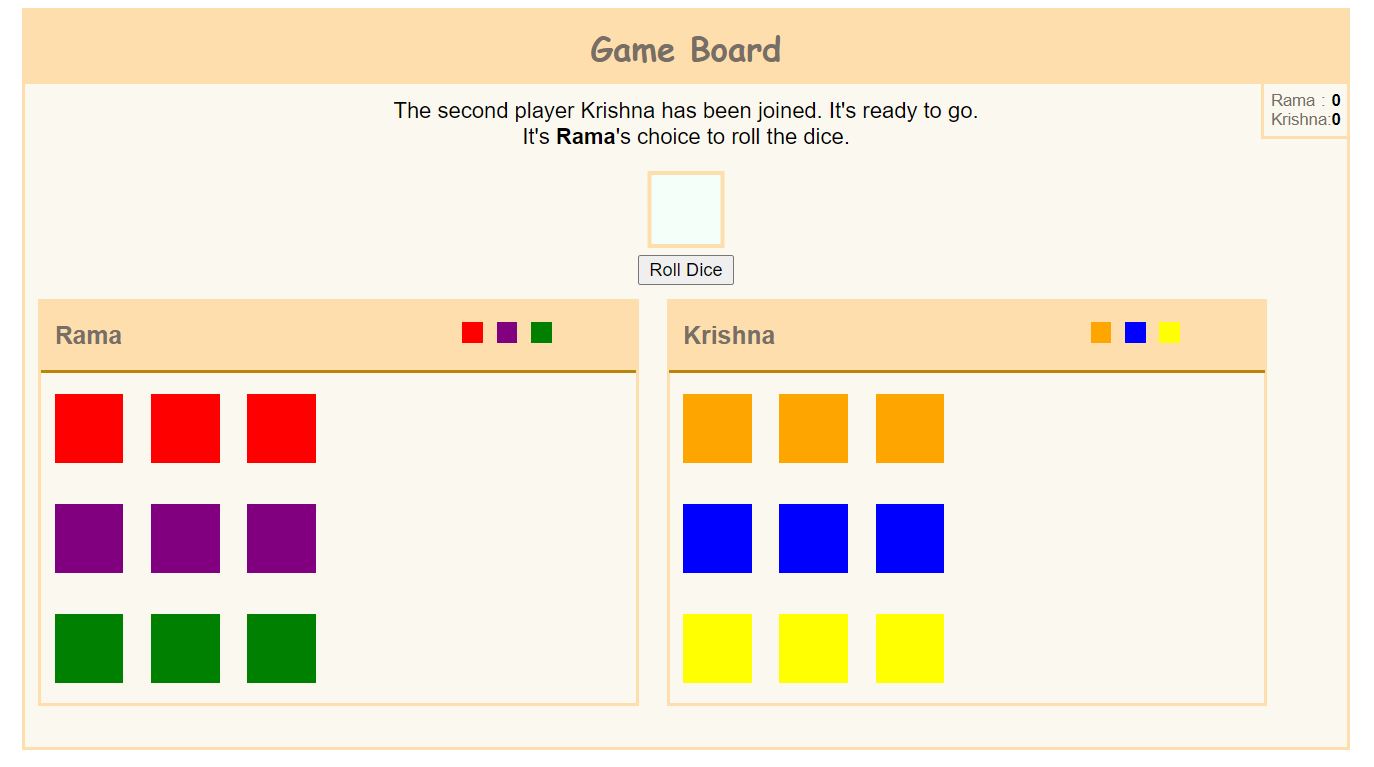 Game Board
The second player Krishna has been joined. It's ready to go.
It's Rama's choice to roll the dice.
Rama : 0
Krishna:0
Roll Dice
Rama
Krishna